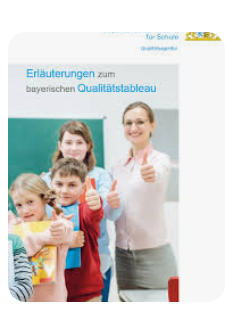 für Schule
Qualitätsagentur
Erläuterungen zum
bayerischen Qualitätstableau